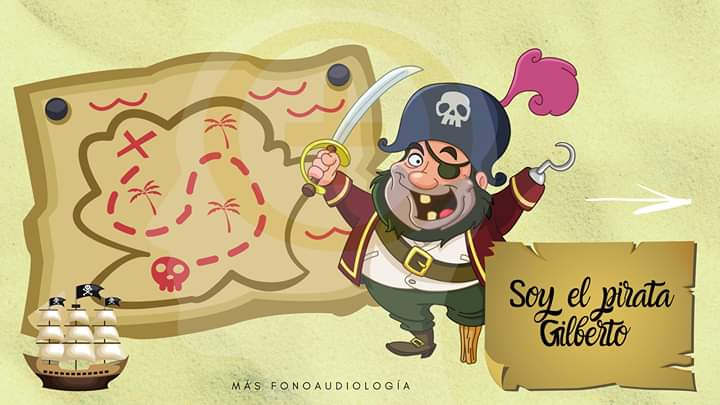 Soy el pirata
Gilberto
MÁS FONOAUDIOLOGÍA